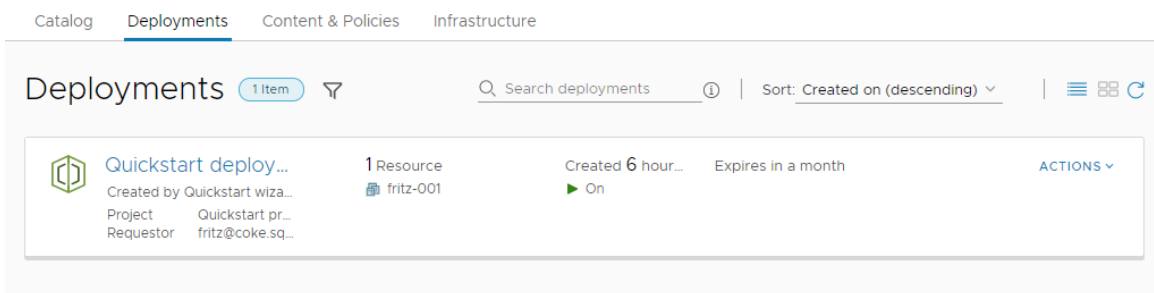 Catalog Deployments Content & Policies Infrastructure
Deployments 1 Item Search deployments Sort: Created on (descending)
Quickstart deploy... 1 Resource Created 6 hour... Expires in a month ACTIONS
Created by Quickstart wiza... fritz-001 On
Project Quickstart pr...
Requestor fritz@coke.sq...